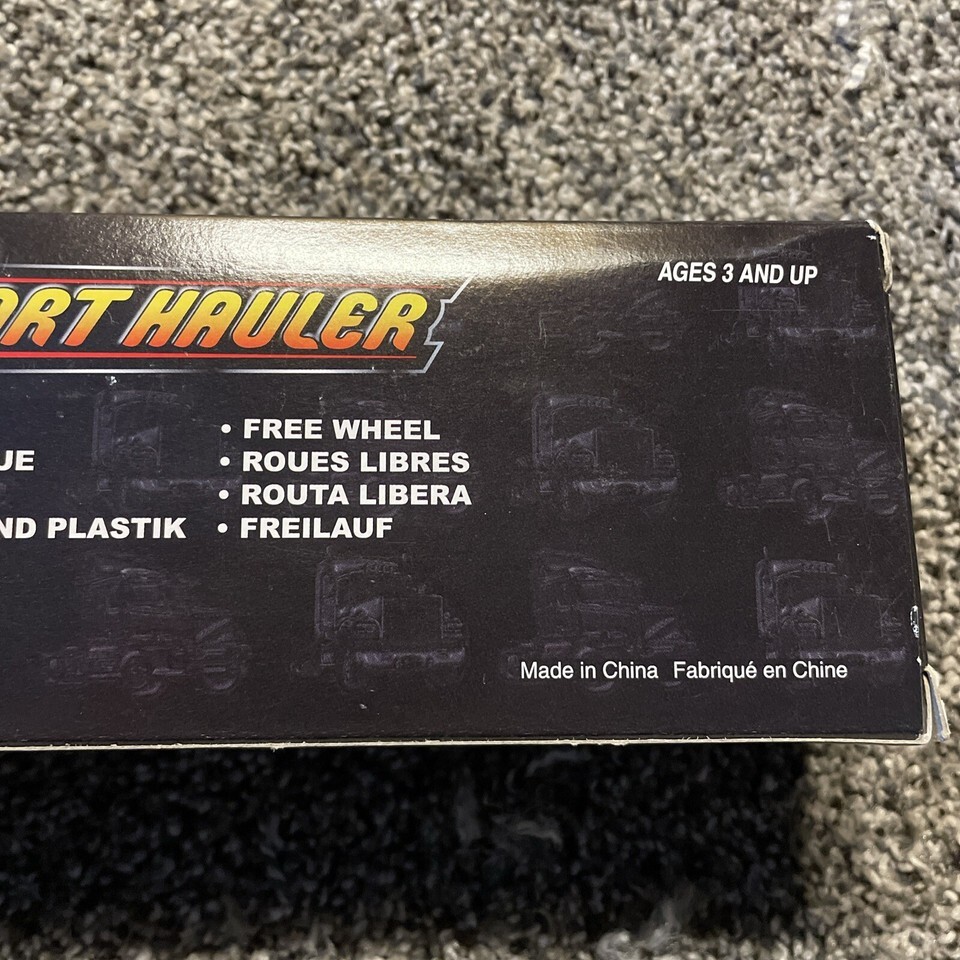 AGES 3 AND UP
ORT HAULER
• FREE WHEEL
UE • ROUES LIBRES
• ROUTA LIBERA
ND PLASTIK • FREILAUF
Made in China Fabriqué en Chine